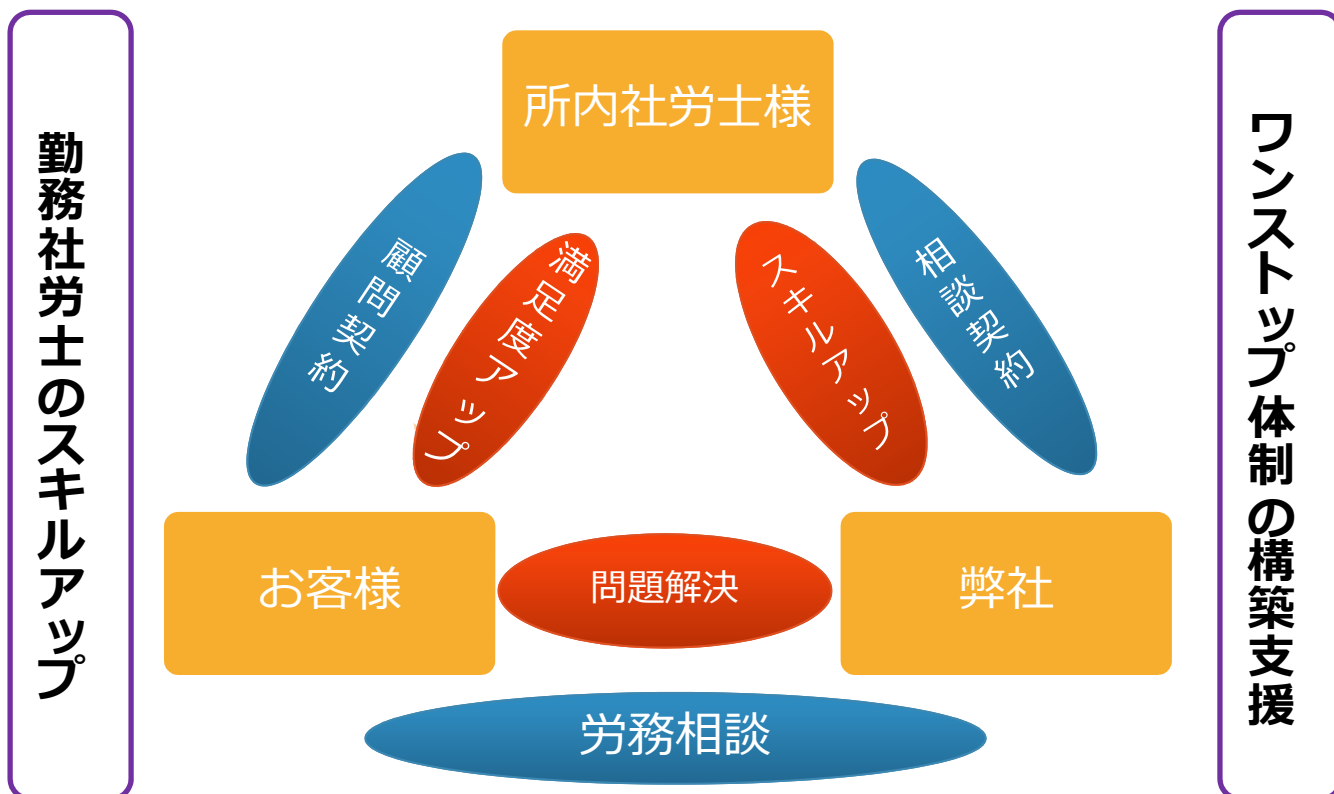 勤務社労士のスキルアップ
所内社労士様
顧問契約
満足度アップ
スキルアップ
相談契約
お客様
問題解決
弊社
労務相談
ワンストップ体制の構築支援